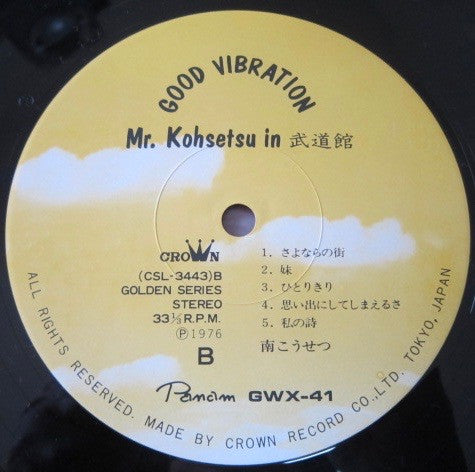 GOOD VIBRATION
Mr. Kohsetsu in 武道館
CROWN
(CSL-3443)B
GOLDEN SERIES
STEREO
33⅓ R.P.M.
Ⓟ1976
B
1. さよならの街
2. 妹
3. ひとりきり
4. 思い出にしてしまえるさ
5. 私の詩
南こうせつ
Panam GWX-41
ALL RIGHTS RESERVED. MADE BY CROWN RECORD CO.,LTD. TOKYO, JAPAN